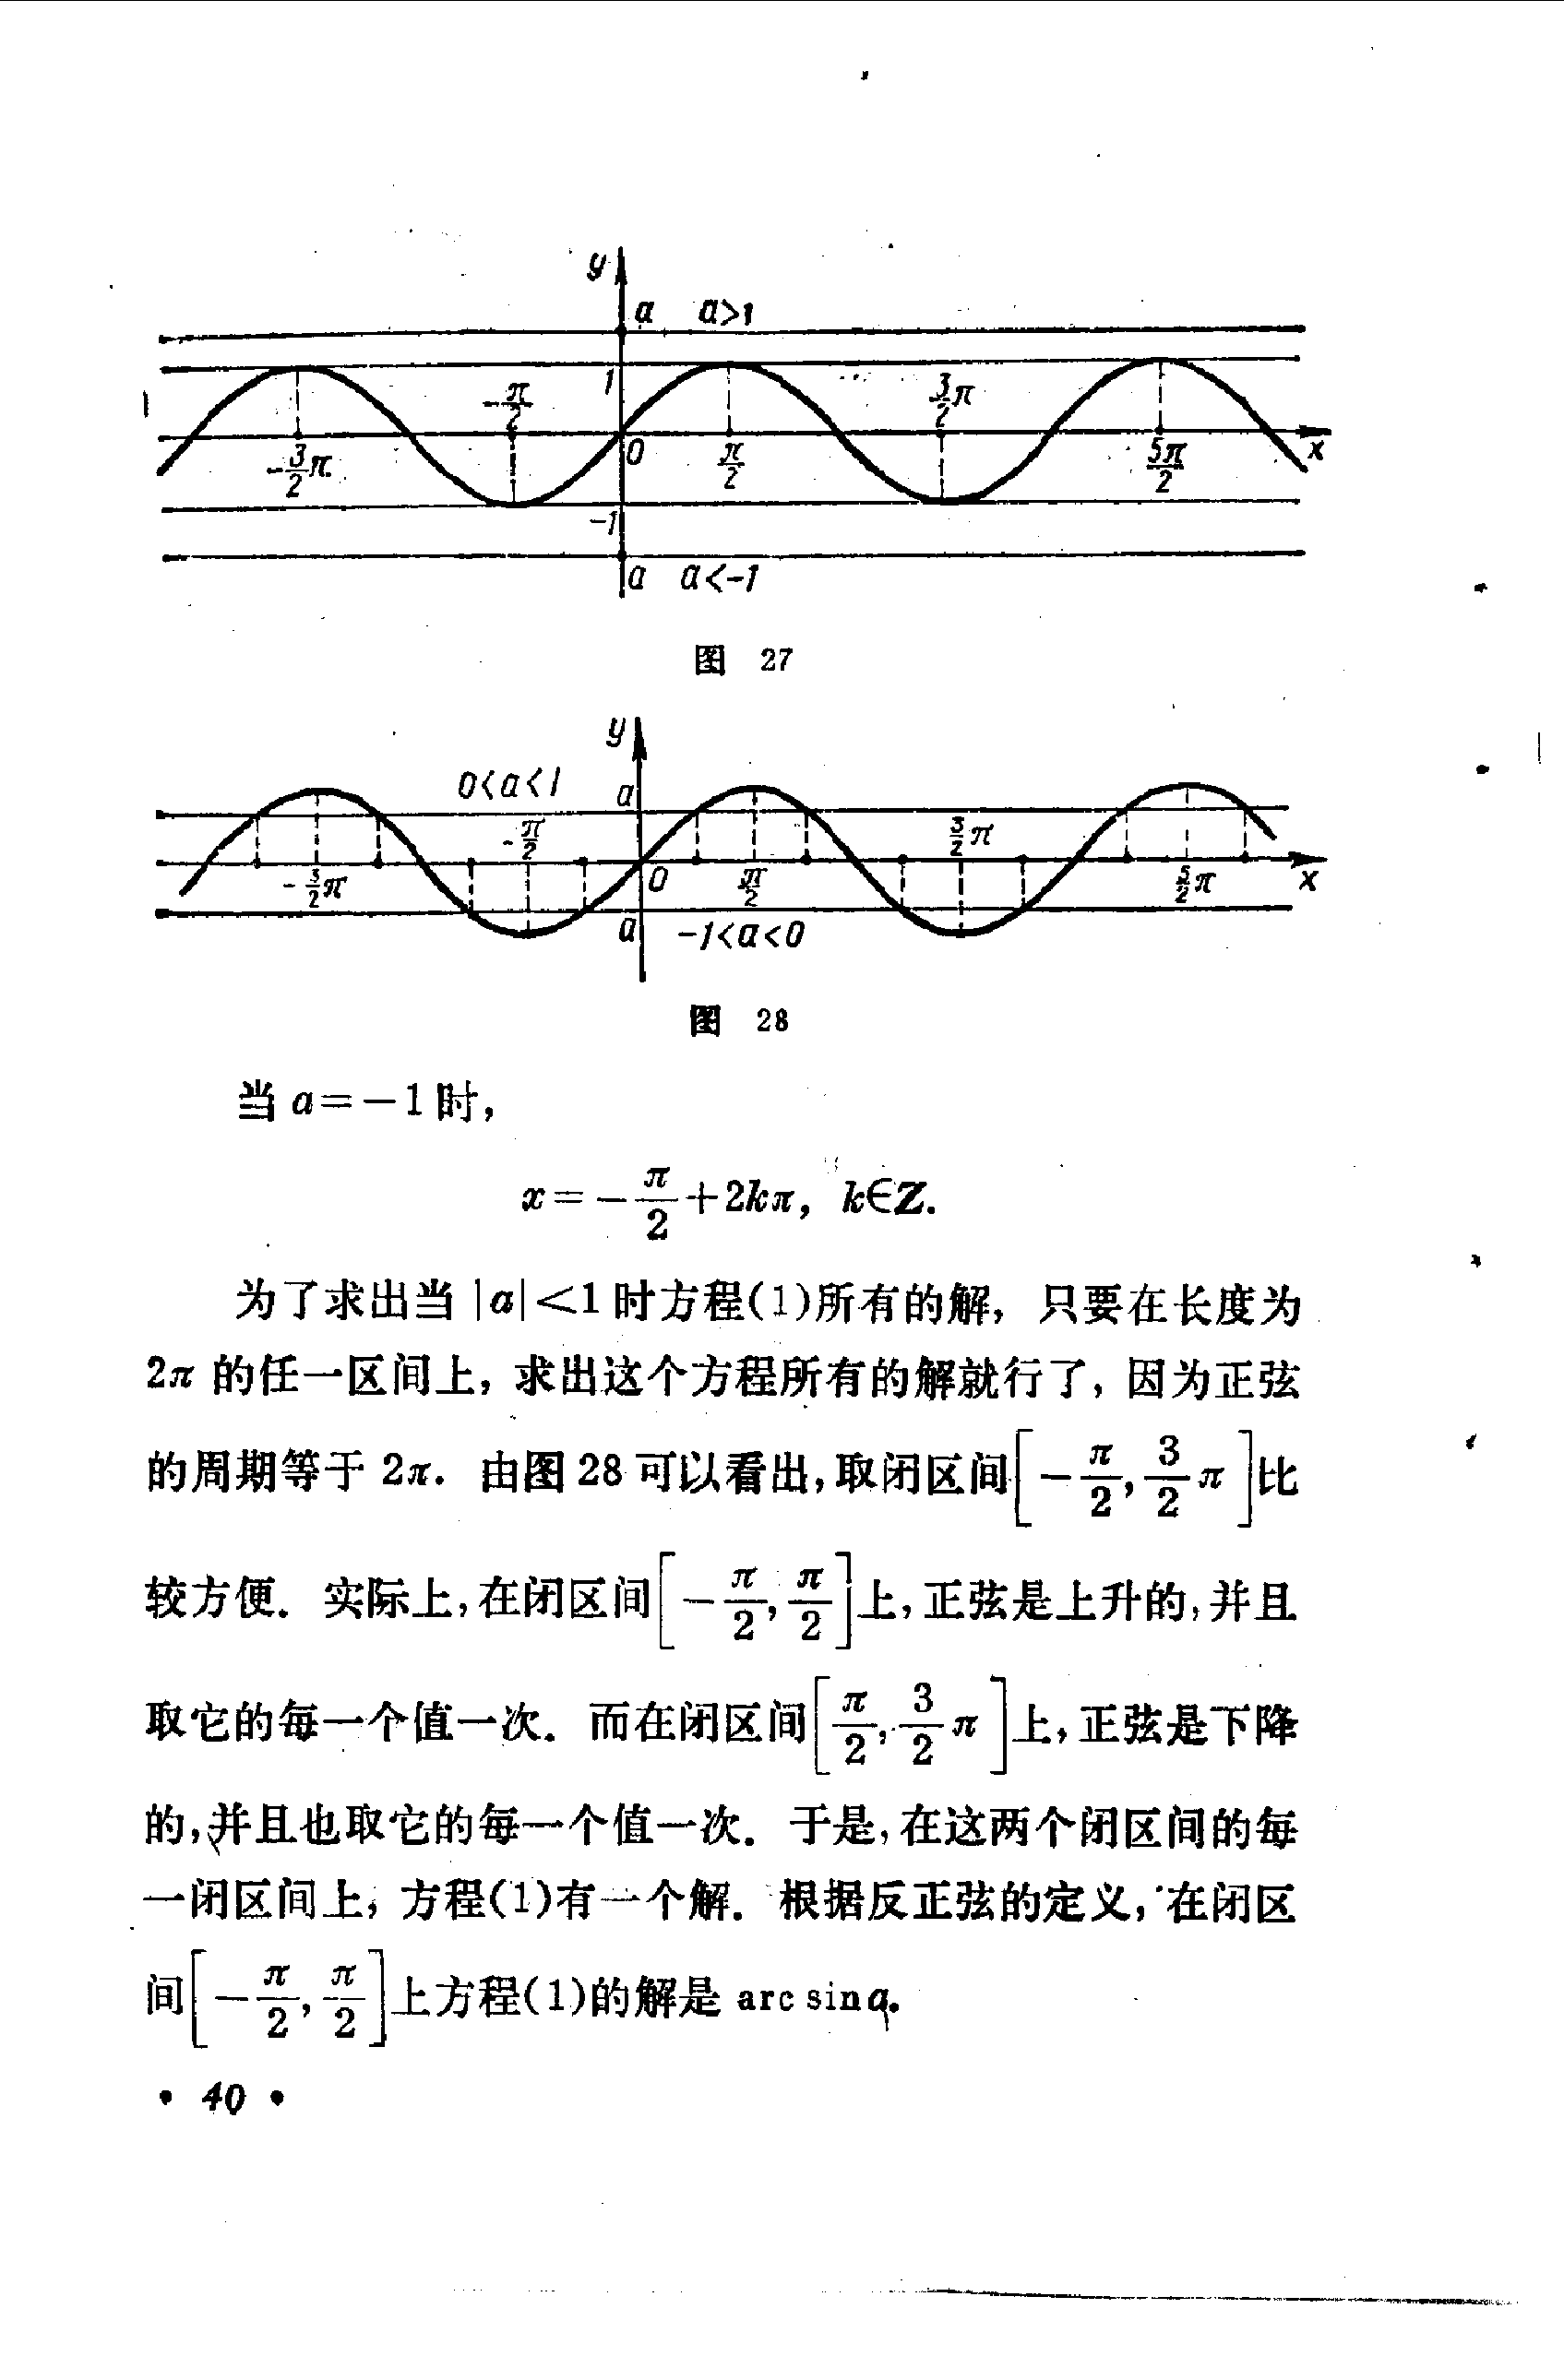 y
a  a>1
1
-π/2
3/2π
0
x
-3/2π
π/2
5π/2
-1
a  a<-1
图 27
y
0<a<1
a
-π/2
3/2π
0
x
-3/2π
π/2
5/2π
a
-1<a<0
图 28
当 a=-1时,
x=-π/2+2kπ, k∈Z.
为了求出当 |a|<1 时方程(1)所有的解, 只要在长度为
2π 的任一区间上, 求出这个方程所有的解就行了, 因为正弦
的周期等于 2π. 由图 28 可以看出, 取闭区间[-π/2, 3/2π]比
较方便. 实际上, 在闭区间[-π/2, π/2]上, 正弦是上升的, 并且
取它的每一个值一次. 而在闭区间[π/2, 3/2π]上, 正弦是下降
的, 并且也取它的每一个值一次. 于是, 在这两个闭区间的每
一闭区间上, 方程(1)有一个解. 根据反正弦的定义, 在闭区
间[-π/2, π/2]上方程(1)的解是 arc sin a.
• 40 •